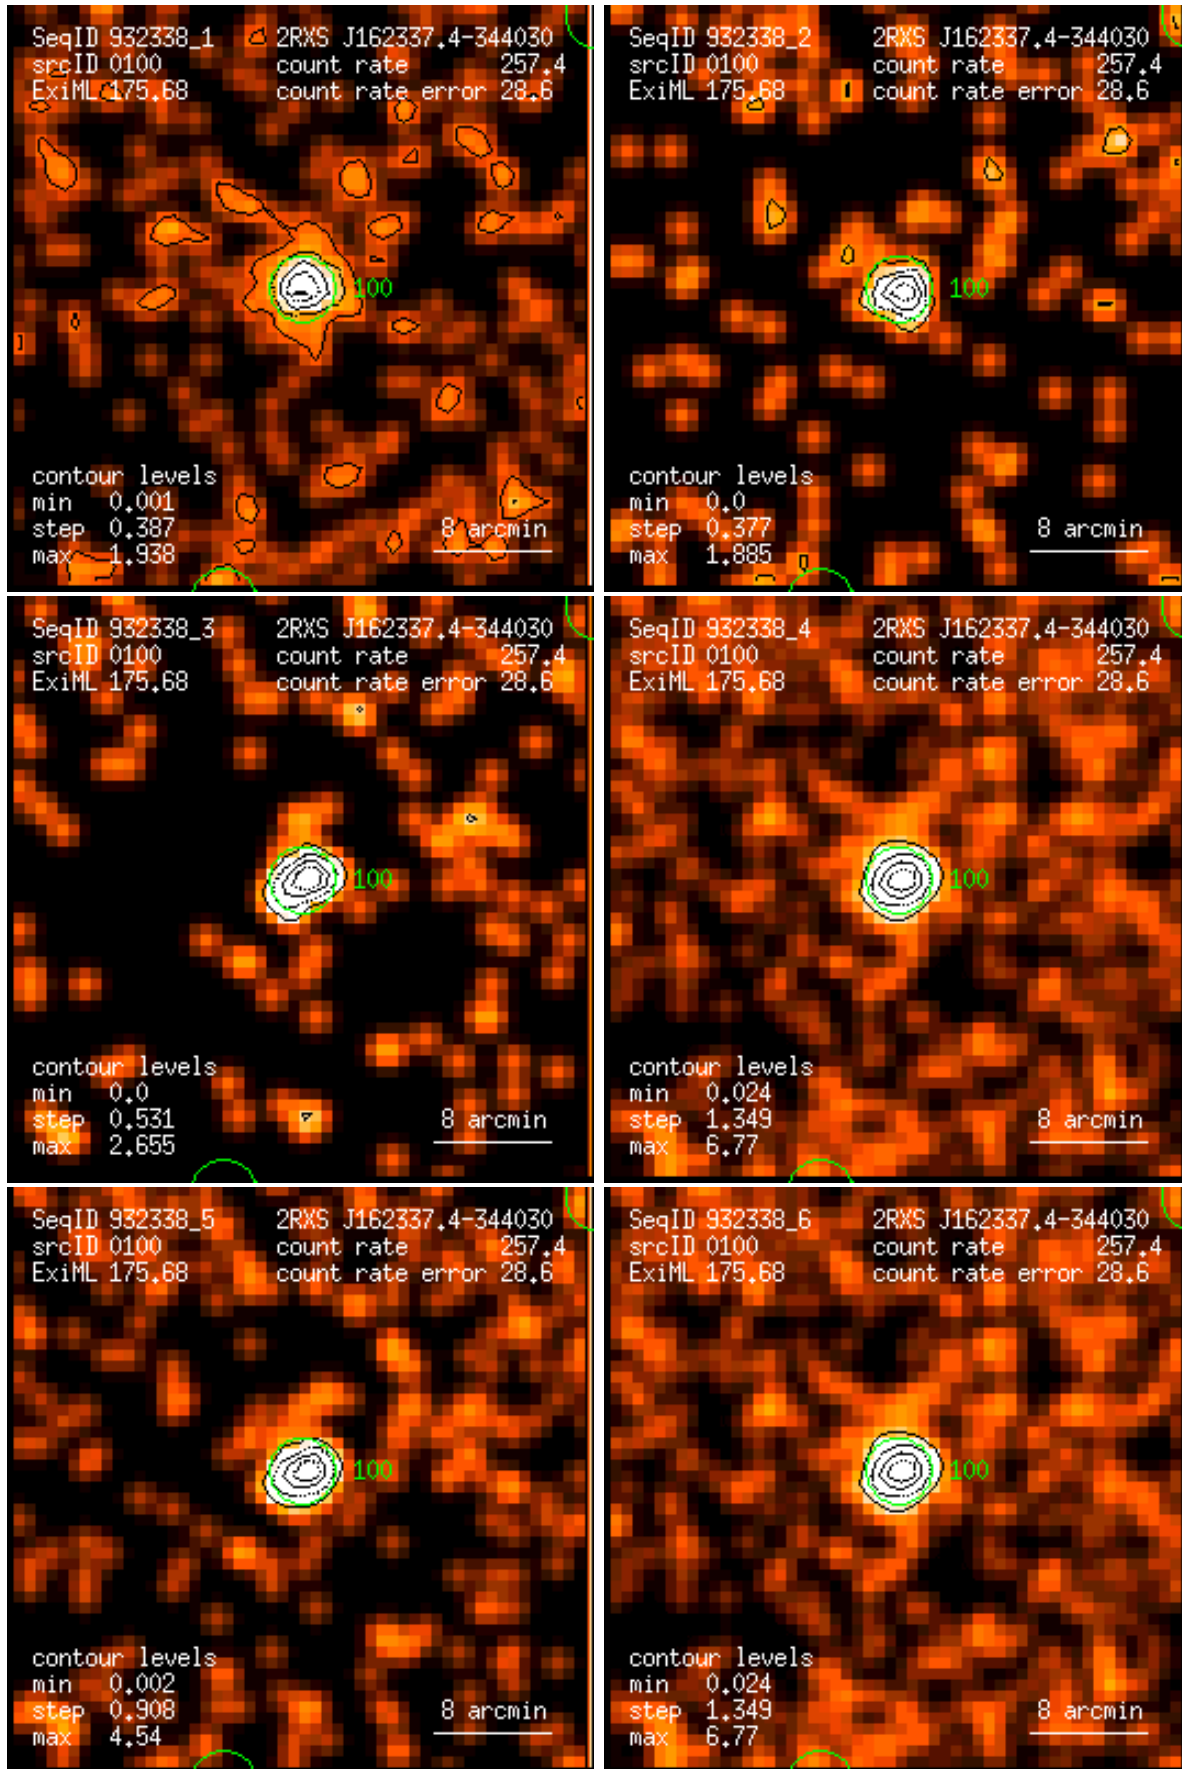 SeqID 932338_1 2RXS J162337.4-344030
srcID 0100 count rate 257.4
ExiML 175.68 count rate error 28.6
100
contour levels
min 0.001
step 0.387 8 arcmin
max 1.938
SeqID 932338_2 2RXS J162337.4-344030
srcID 0100 count rate 257.4
ExiML 175.68 count rate error 28.6
100
contour levels
min 0.0
step 0.377 8 arcmin
max 1.885
SeqID 932338_3 2RXS J162337.4-344030
srcID 0100 count rate 257.4
ExiML 175.68 count rate error 28.6
100
contour levels
min 0.0
step 0.531 8 arcmin
max 2.655
SeqID 932338_4 2RXS J162337.4-344030
srcID 0100 count rate 257.4
ExiML 175.68 count rate error 28.6
100
contour levels
min 0.024
step 1.349 8 arcmin
max 6.77
SeqID 932338_5 2RXS J162337.4-344030
srcID 0100 count rate 257.4
ExiML 175.68 count rate error 28.6
100
contour levels
min 0.002
step 0.908 8 arcmin
max 4.54
SeqID 932338_6 2RXS J162337.4-344030
srcID 0100 count rate 257.4
ExiML 175.68 count rate error 28.6
100
contour levels
min 0.024
step 1.349 8 arcmin
max 6.77